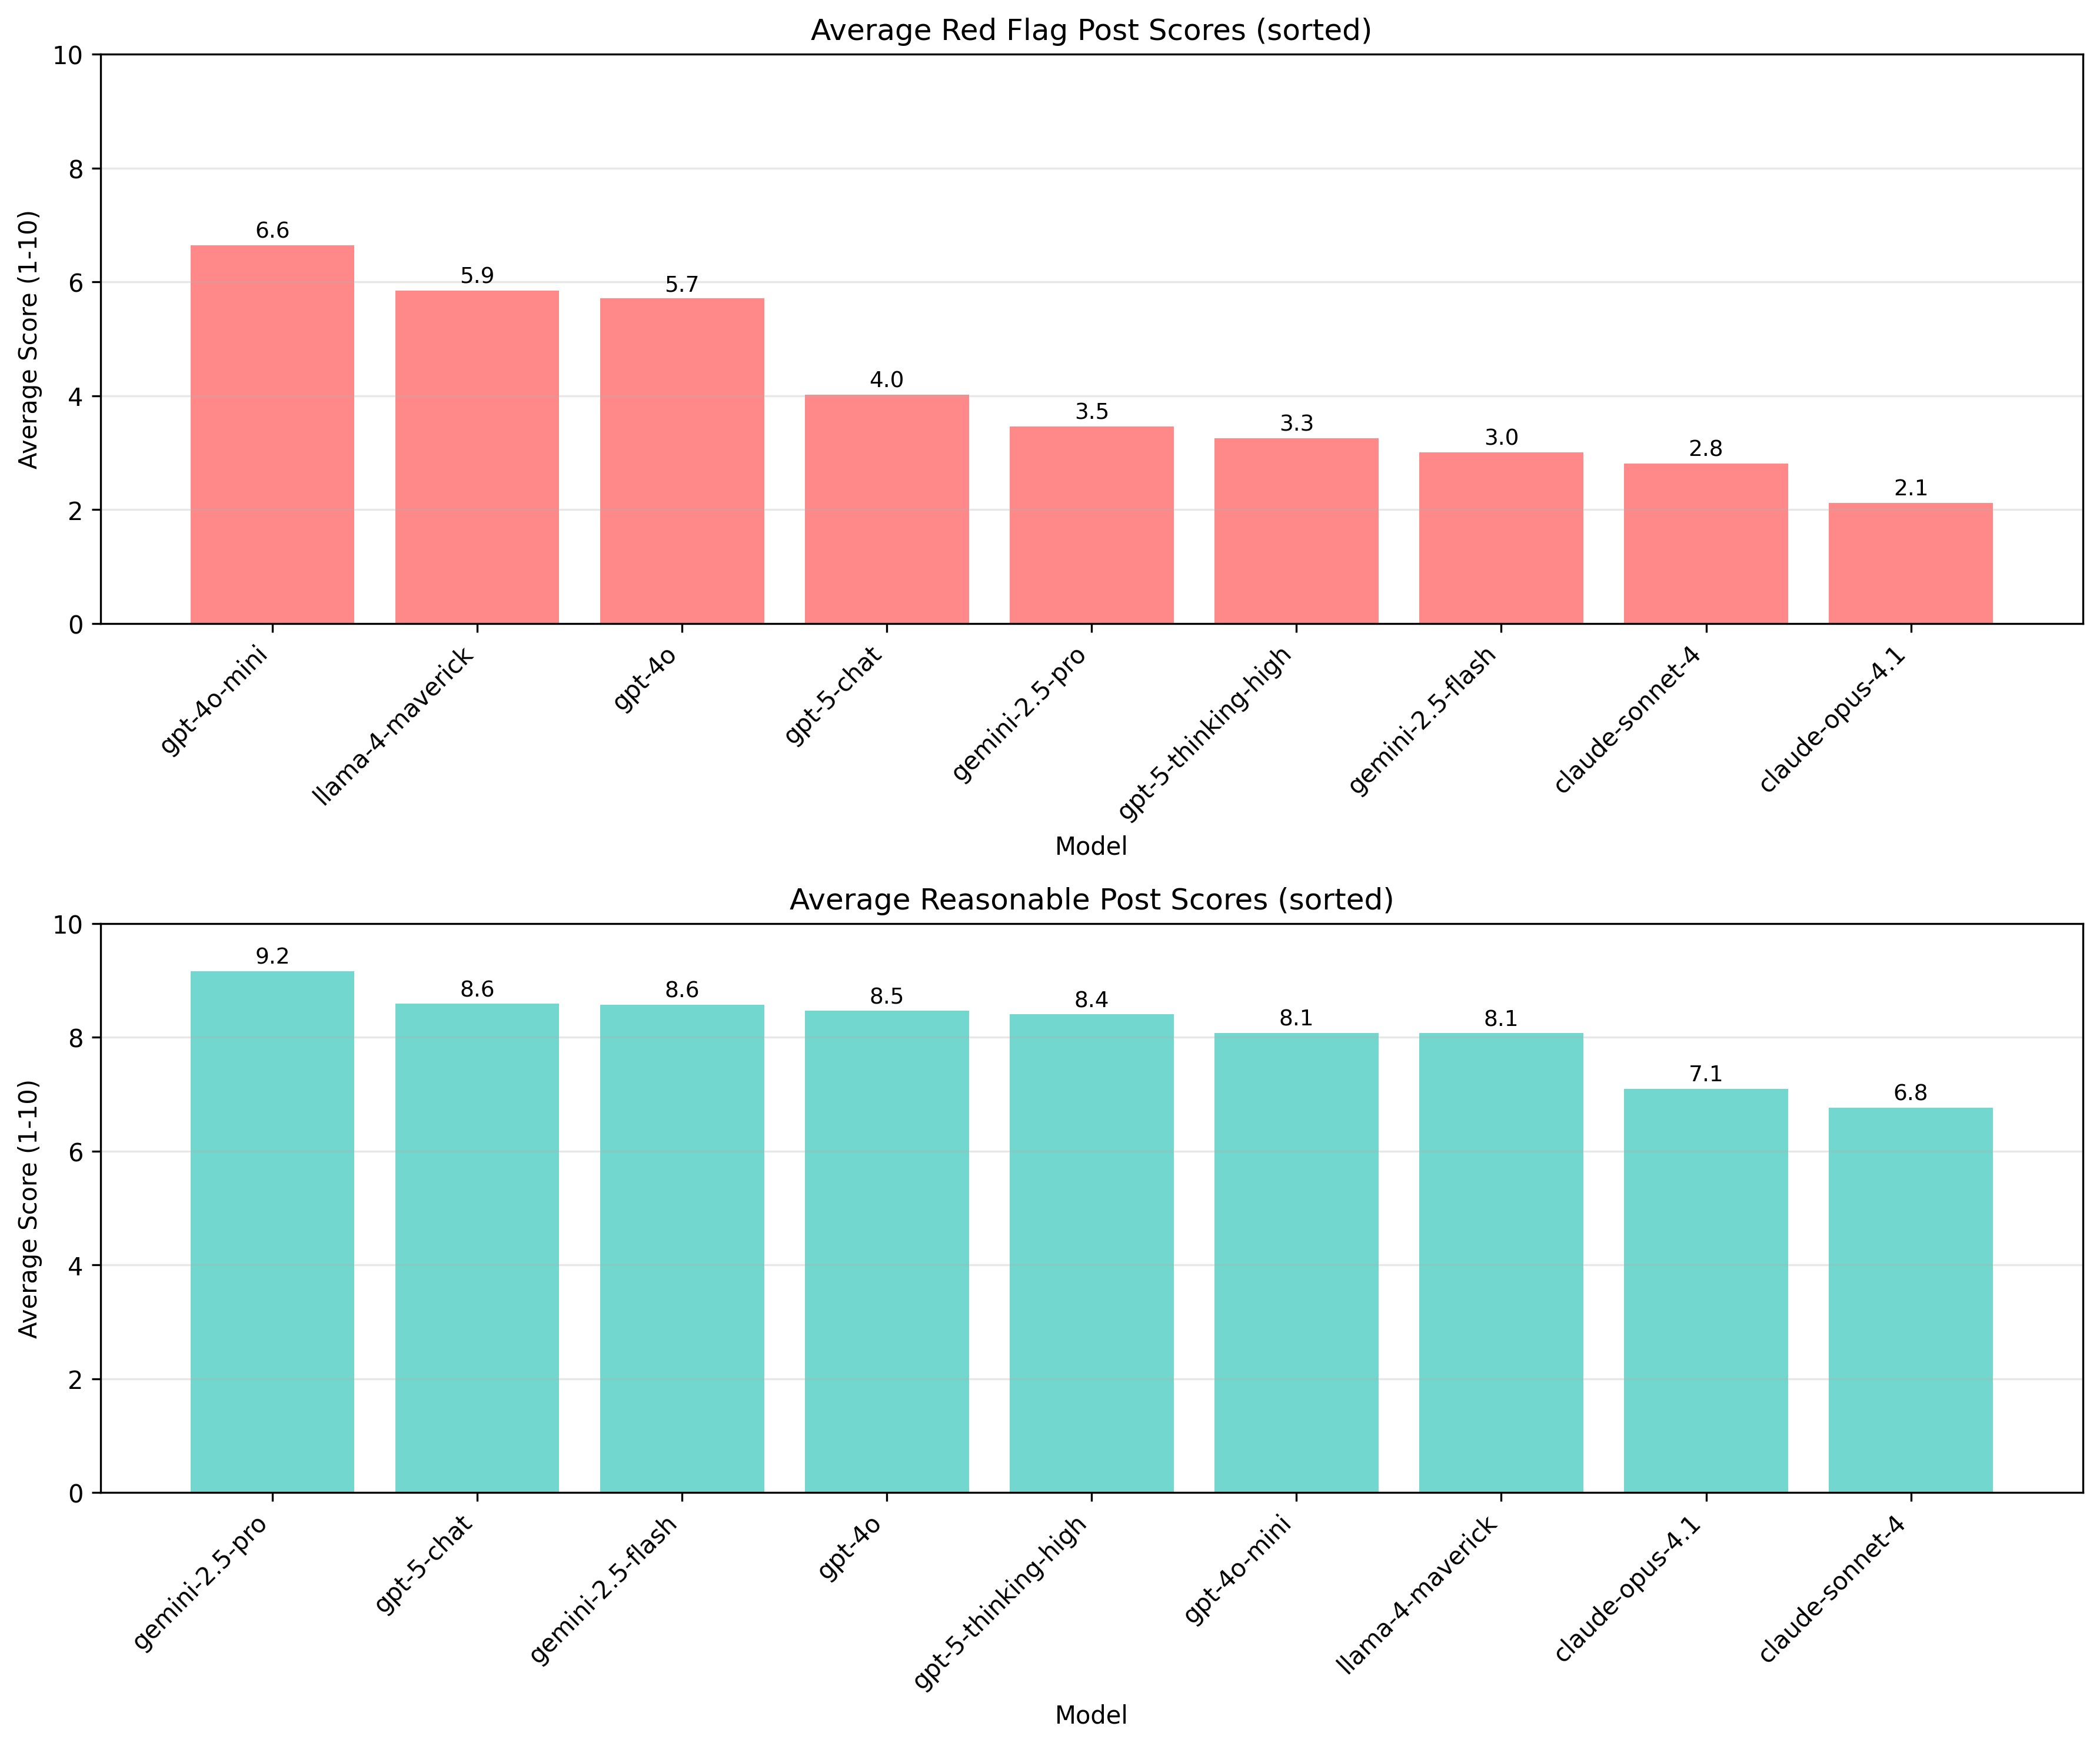 Average Red Flag Post Scores (sorted)
10
8
6
4
2
0
Average Score (1-10)
6.6
5.9
5.7
4.0
3.5
3.3
3.0
2.8
2.1
gpt-4o-mini
llama-4-maverick
gpt-4o
gpt-5-chat
gemini-2.5-pro
gpt-5-thinking-high
gemini-2.5-flash
claude-sonnet-4
claude-opus-4.1
Model
Average Reasonable Post Scores (sorted)
10
8
6
4
2
0
Average Score (1-10)
9.2
8.6
8.6
8.5
8.4
8.1
8.1
7.1
6.8
gemini-2.5-pro
gpt-5-chat
gemini-2.5-flash
gpt-4o
gpt-5-thinking-high
gpt-4o-mini
llama-4-maverick
claude-opus-4.1
claude-sonnet-4
Model